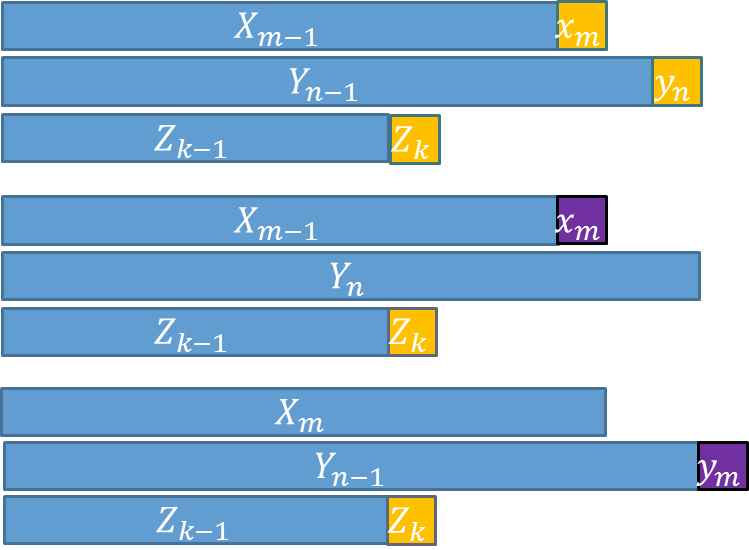 X_{m-1} x_m
Y_{n-1} y_n
Z_{k-1} Z_k
X_{m-1} x_m
Y_n
Z_{k-1} Z_k
X_m
Y_{n-1} y_m
Z_{k-1} Z_k